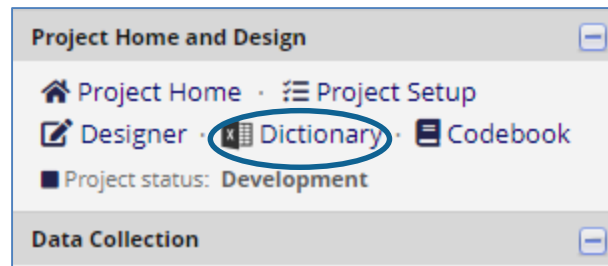 Project Home and Design
Project Home · Project Setup
Designer · Dictionary · Codebook
Project status: Development
Data Collection